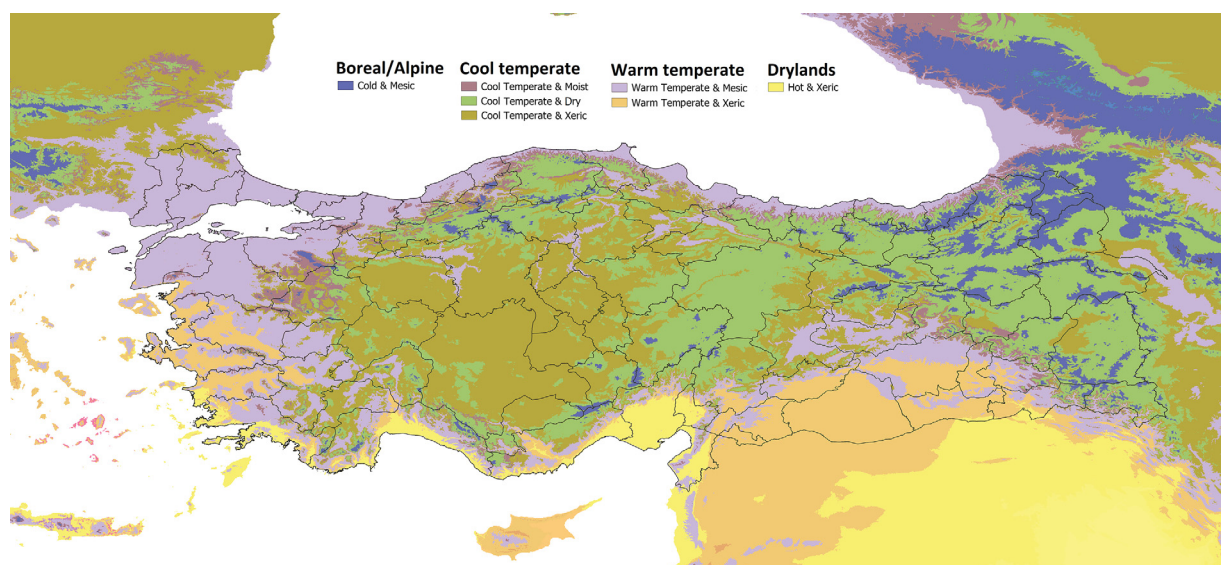 Boreal/Alpine
Cold & Mesic
Cool temperate
Cool Temperate & Moist
Cool Temperate & Dry
Cool Temperate & Xeric
Warm temperate
Warm Temperate & Mesic
Warm Temperate & Xeric
Drylands
Hot & Xeric